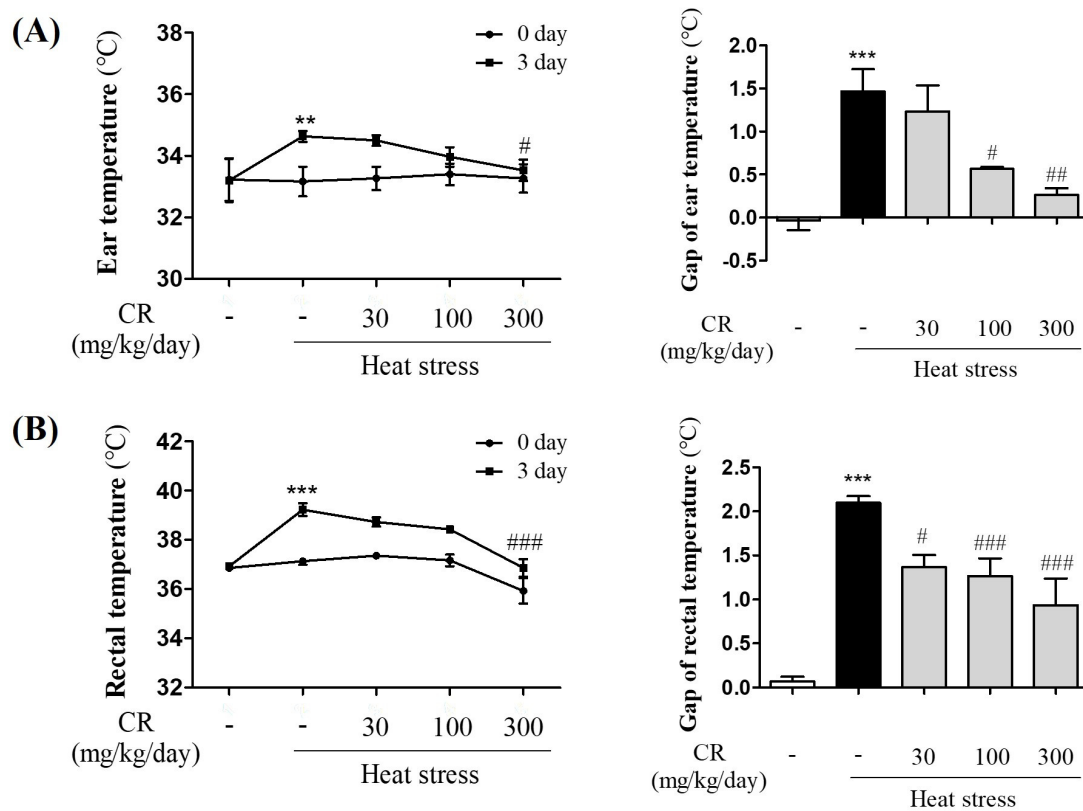 (A)
Ear temperature (°C)
38
36
34
32
30
0 day
3 day
**
#
CR
(mg/kg/day)
- - 30 100 300
Heat stress
Gap of ear temperature (°C)
2.0
1.5
1.0
0.5
0.0
-0.5
***
#
##
CR
(mg/kg/day)
- - 30 100 300
Heat stress
(B)
Rectal temperature (°C)
42
40
38
36
34
32
0 day
3 day
***
###
CR
(mg/kg/day)
- - 30 100 300
Heat stress
Gap of rectal temperature (°C)
2.5
2.0
1.5
1.0
0.5
0.0
***
#
###
###
CR
(mg/kg/day)
- - 30 100 300
Heat stress